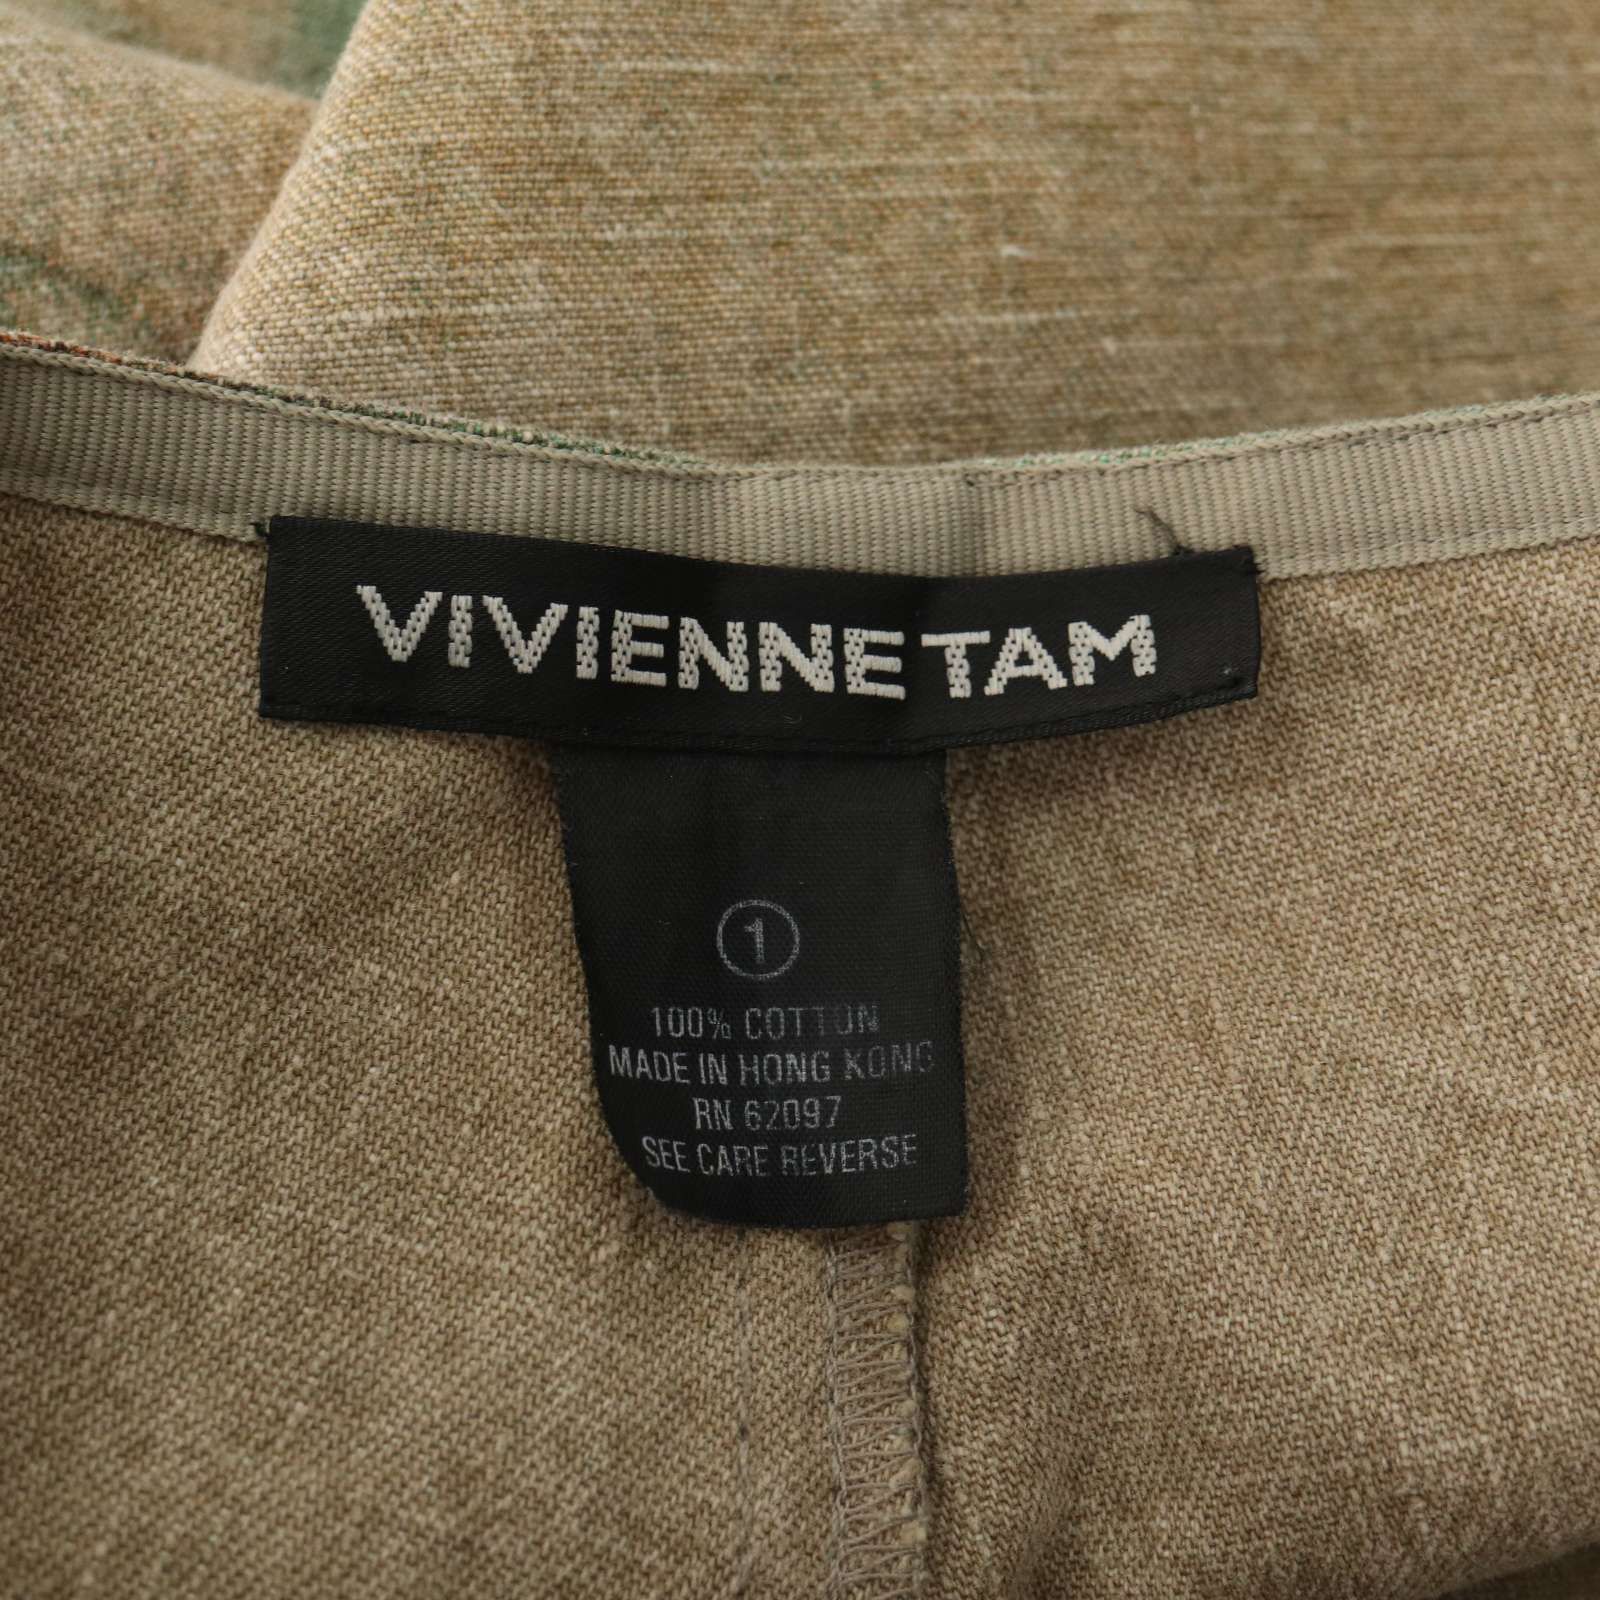 VIVIENNE TAM
1
100% COTTON
MADE IN HONG KONG
RN 62097
SEE CARE REVERSE